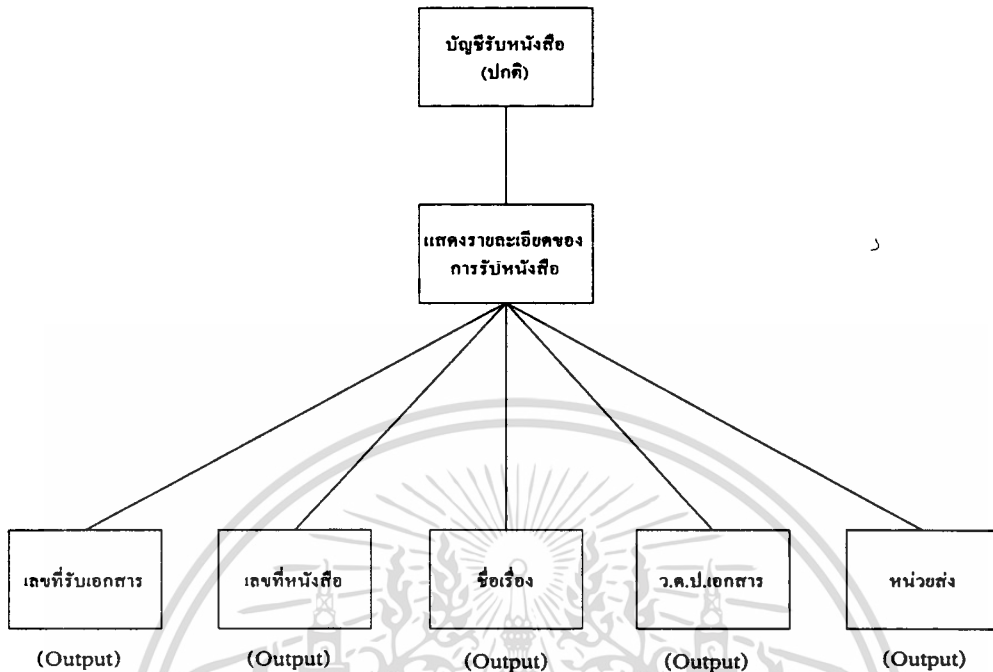 บัญชีรับหนังสือ
(ปกติ)
แสดงรายละเอียดของ
การรับหนังสือ
เลขที่รับเอกสาร
เลขที่หนังสือ
ชื่อเรื่อง
ว.ด.ป.เอกสาร
หน่วยส่ง
(Output)
(Output)
(Output)
(Output)
(Output)